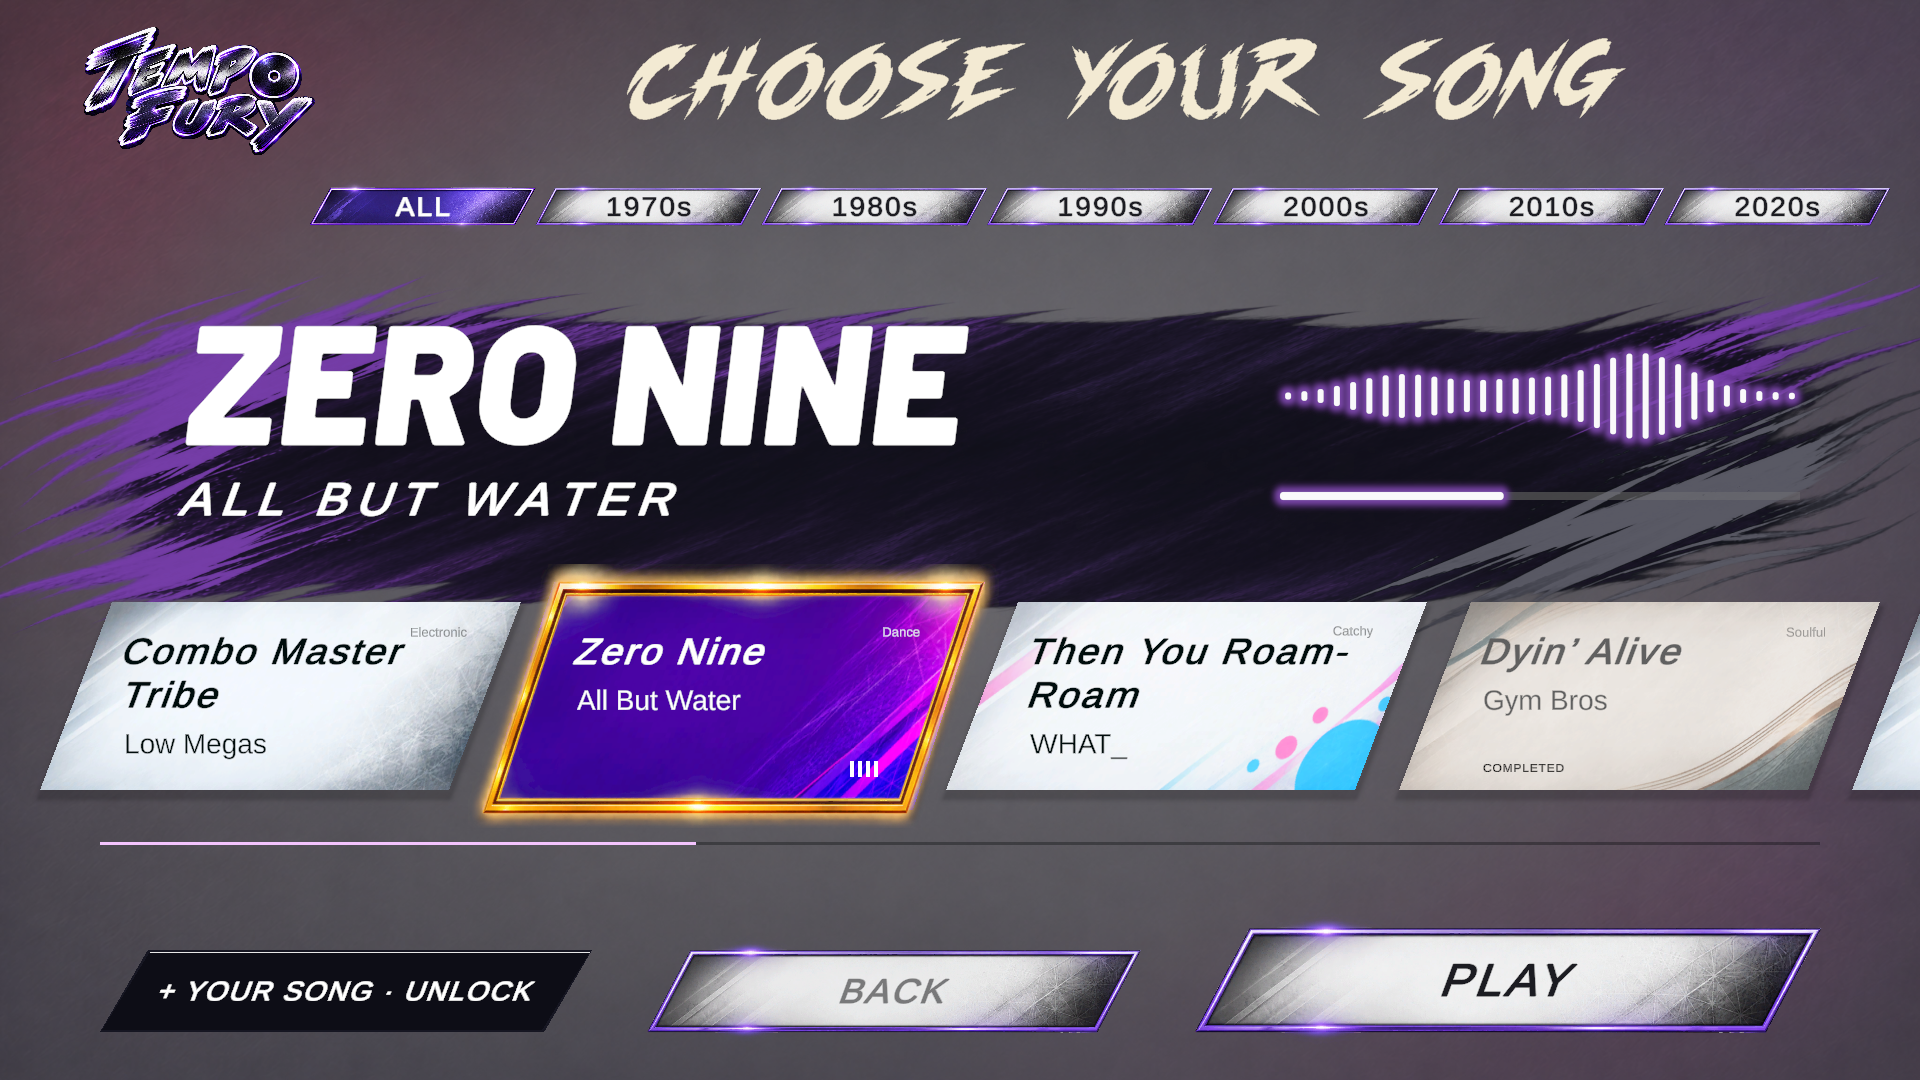 TEMPO
FURY
CHOOSE YOUR SONG
ALL
1970s
1980s
1990s
2000s
2010s
2020s
ZERO NINE
ALL BUT WATER
Electronic
Combo Master
Tribe
Low Megas
Dance
Zero Nine
All But Water
Catchy
Then You Roam-
Roam
WHAT_
Soulful
Dyin’ Alive
Gym Bros
COMPLETED
+ YOUR SONG · UNLOCK
BACK
PLAY